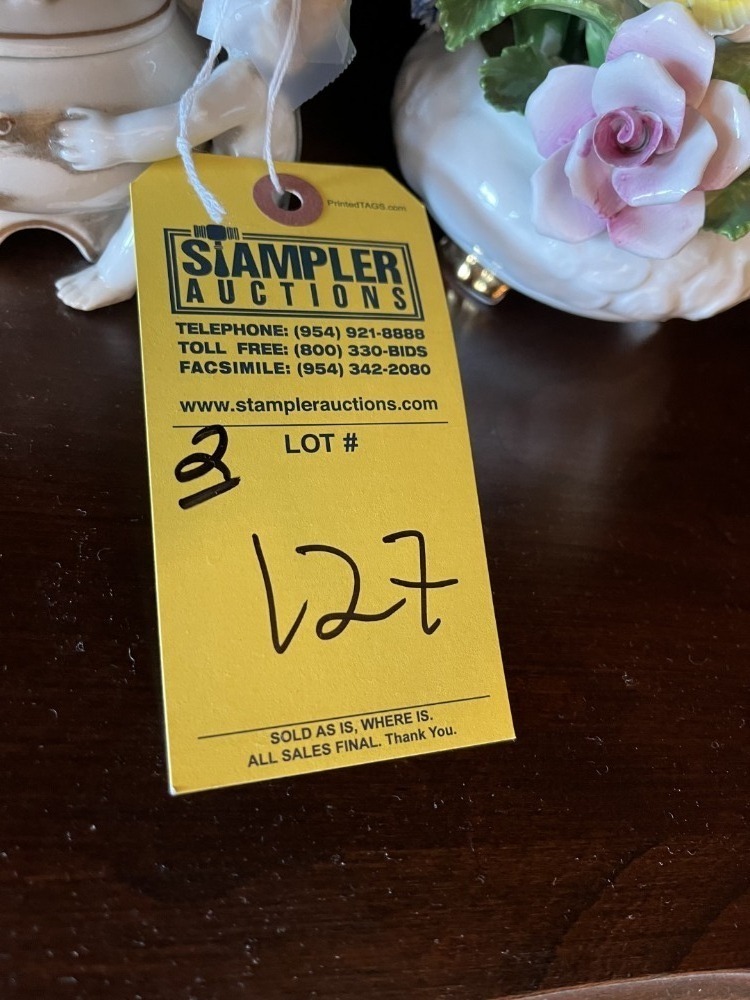 PrintedTAGS.com
STAMPLER
AUCTIONS
TELEPHONE: (954) 921-8888
TOLL FREE: (800) 330-BIDS
FACSIMILE: (954) 342-2080
www.stamplerauctions.com
LOT #
2
127
SOLD AS IS, WHERE IS.
ALL SALES FINAL. Thank You.